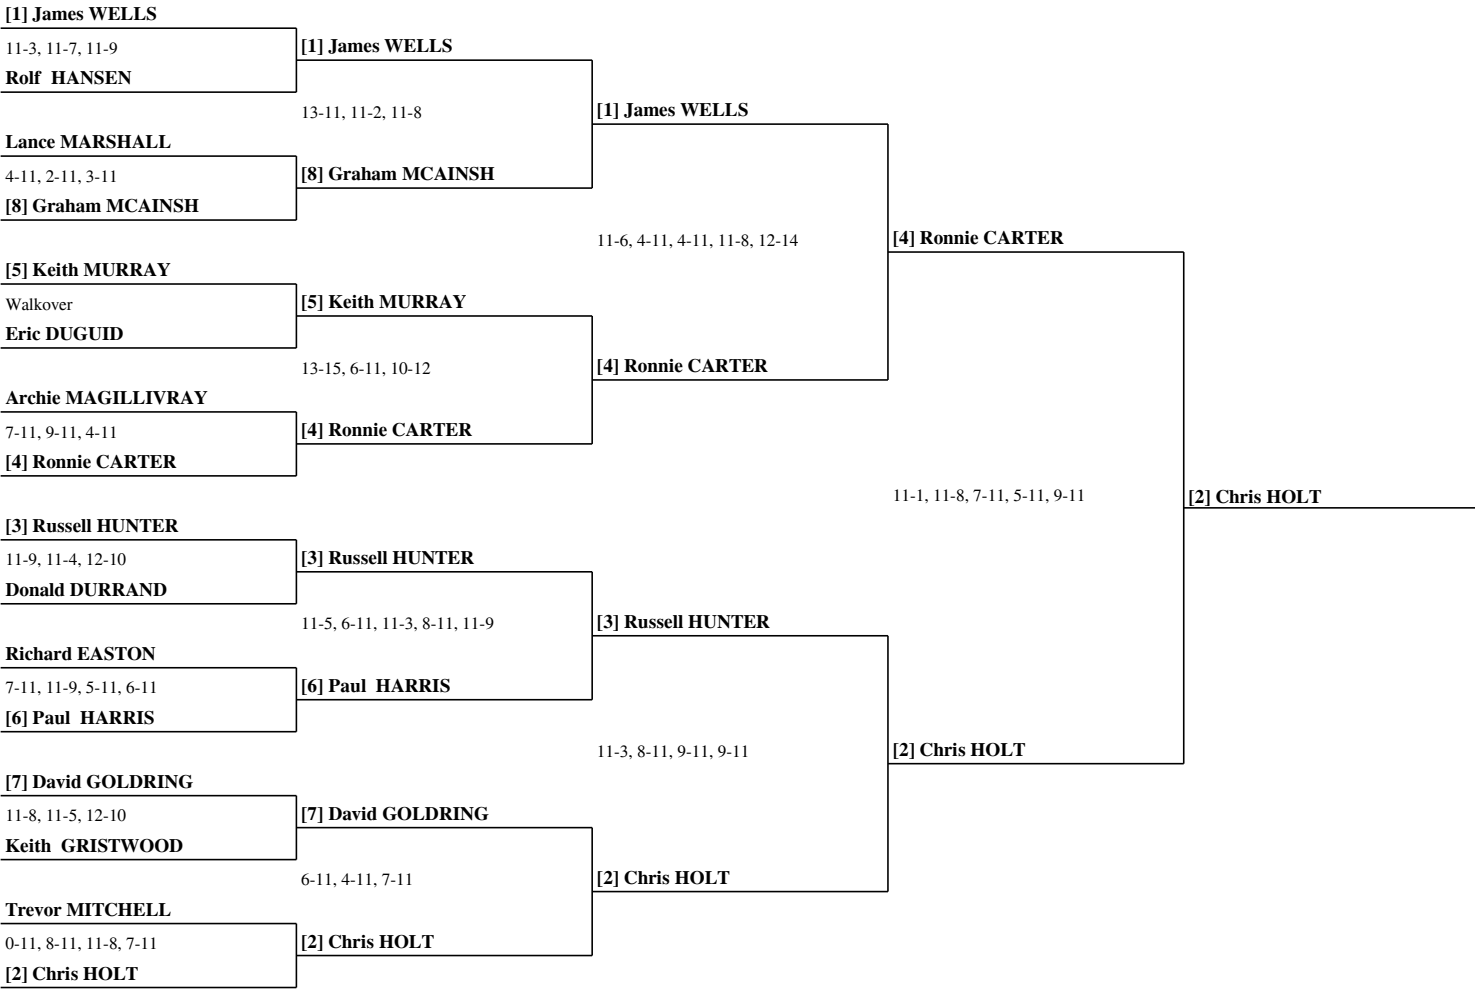 [1] James WELLS
11-3, 11-7, 11-9
Rolf HANSEN
Lance MARSHALL
4-11, 2-11, 3-11
[8] Graham MCAINSH
[5] Keith MURRAY
Walkover
Eric DUGUID
Archie MAGILLIVRAY
7-11, 9-11, 4-11
[4] Ronnie CARTER
[3] Russell HUNTER
11-9, 11-4, 12-10
Donald DURRAND
Richard EASTON
7-11, 11-9, 5-11, 6-11
[6] Paul HARRIS
[7] David GOLDRING
11-8, 11-5, 12-10
Keith GRISTWOOD
Trevor MITCHELL
0-11, 8-11, 11-8, 7-11
[2] Chris HOLT
[1] James WELLS
13-11, 11-2, 11-8
[8] Graham MCAINSH
[5] Keith MURRAY
13-15, 6-11, 10-12
[4] Ronnie CARTER
[3] Russell HUNTER
11-5, 6-11, 11-3, 8-11, 11-9
[6] Paul HARRIS
[7] David GOLDRING
6-11, 4-11, 7-11
[2] Chris HOLT
[1] James WELLS
11-6, 4-11, 4-11, 11-8, 12-14
[4] Ronnie CARTER
[3] Russell HUNTER
11-3, 8-11, 9-11, 9-11
[2] Chris HOLT
[4] Ronnie CARTER
11-1, 11-8, 7-11, 5-11, 9-11
[2] Chris HOLT
[2] Chris HOLT